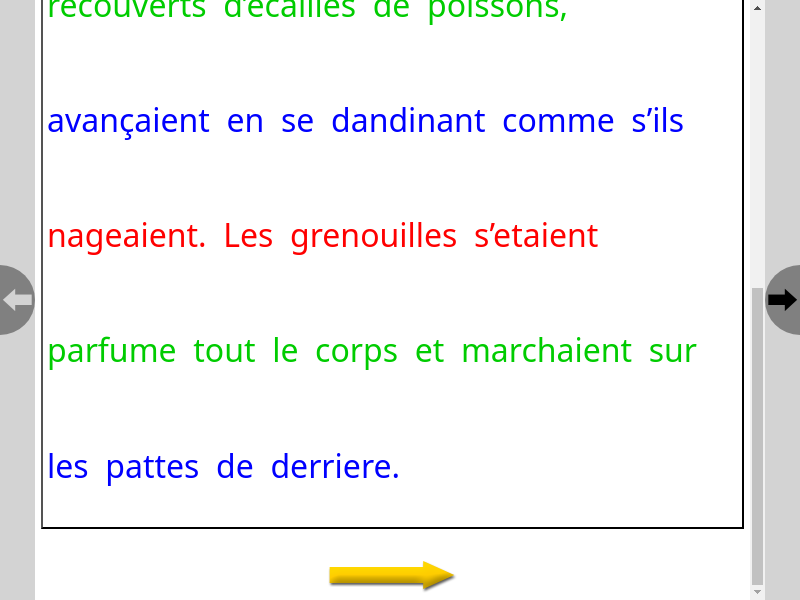 recouverts d'écailles de poissons,
avançaient en se dandinant comme s’ils
nageaient. Les grenouilles s’etaient
parfume tout le corps et marchaient sur
les pattes de derriere.